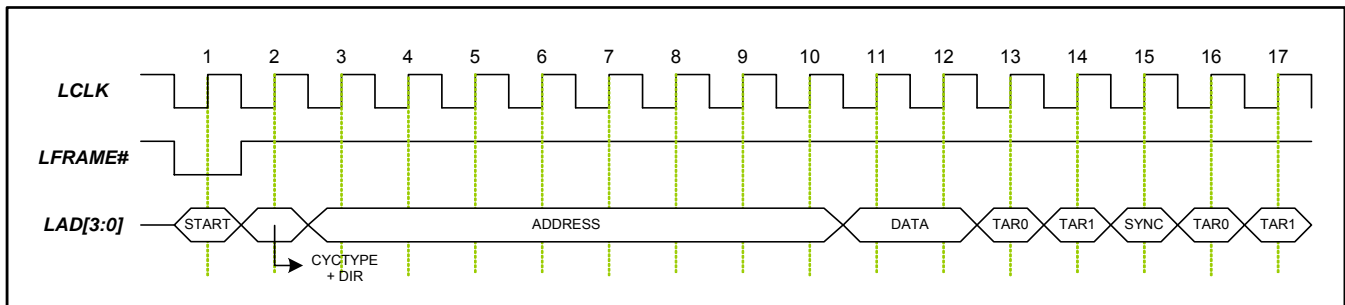 1 2 3 4 5 6 7 8 9 10 11 12 13 14 15 16 17
LCLK
LFRAME#
LAD[3:0] START ADDRESS DATA TAR0 TAR1 SYNC TAR0 TAR1
CYCTYPE
+ DIR